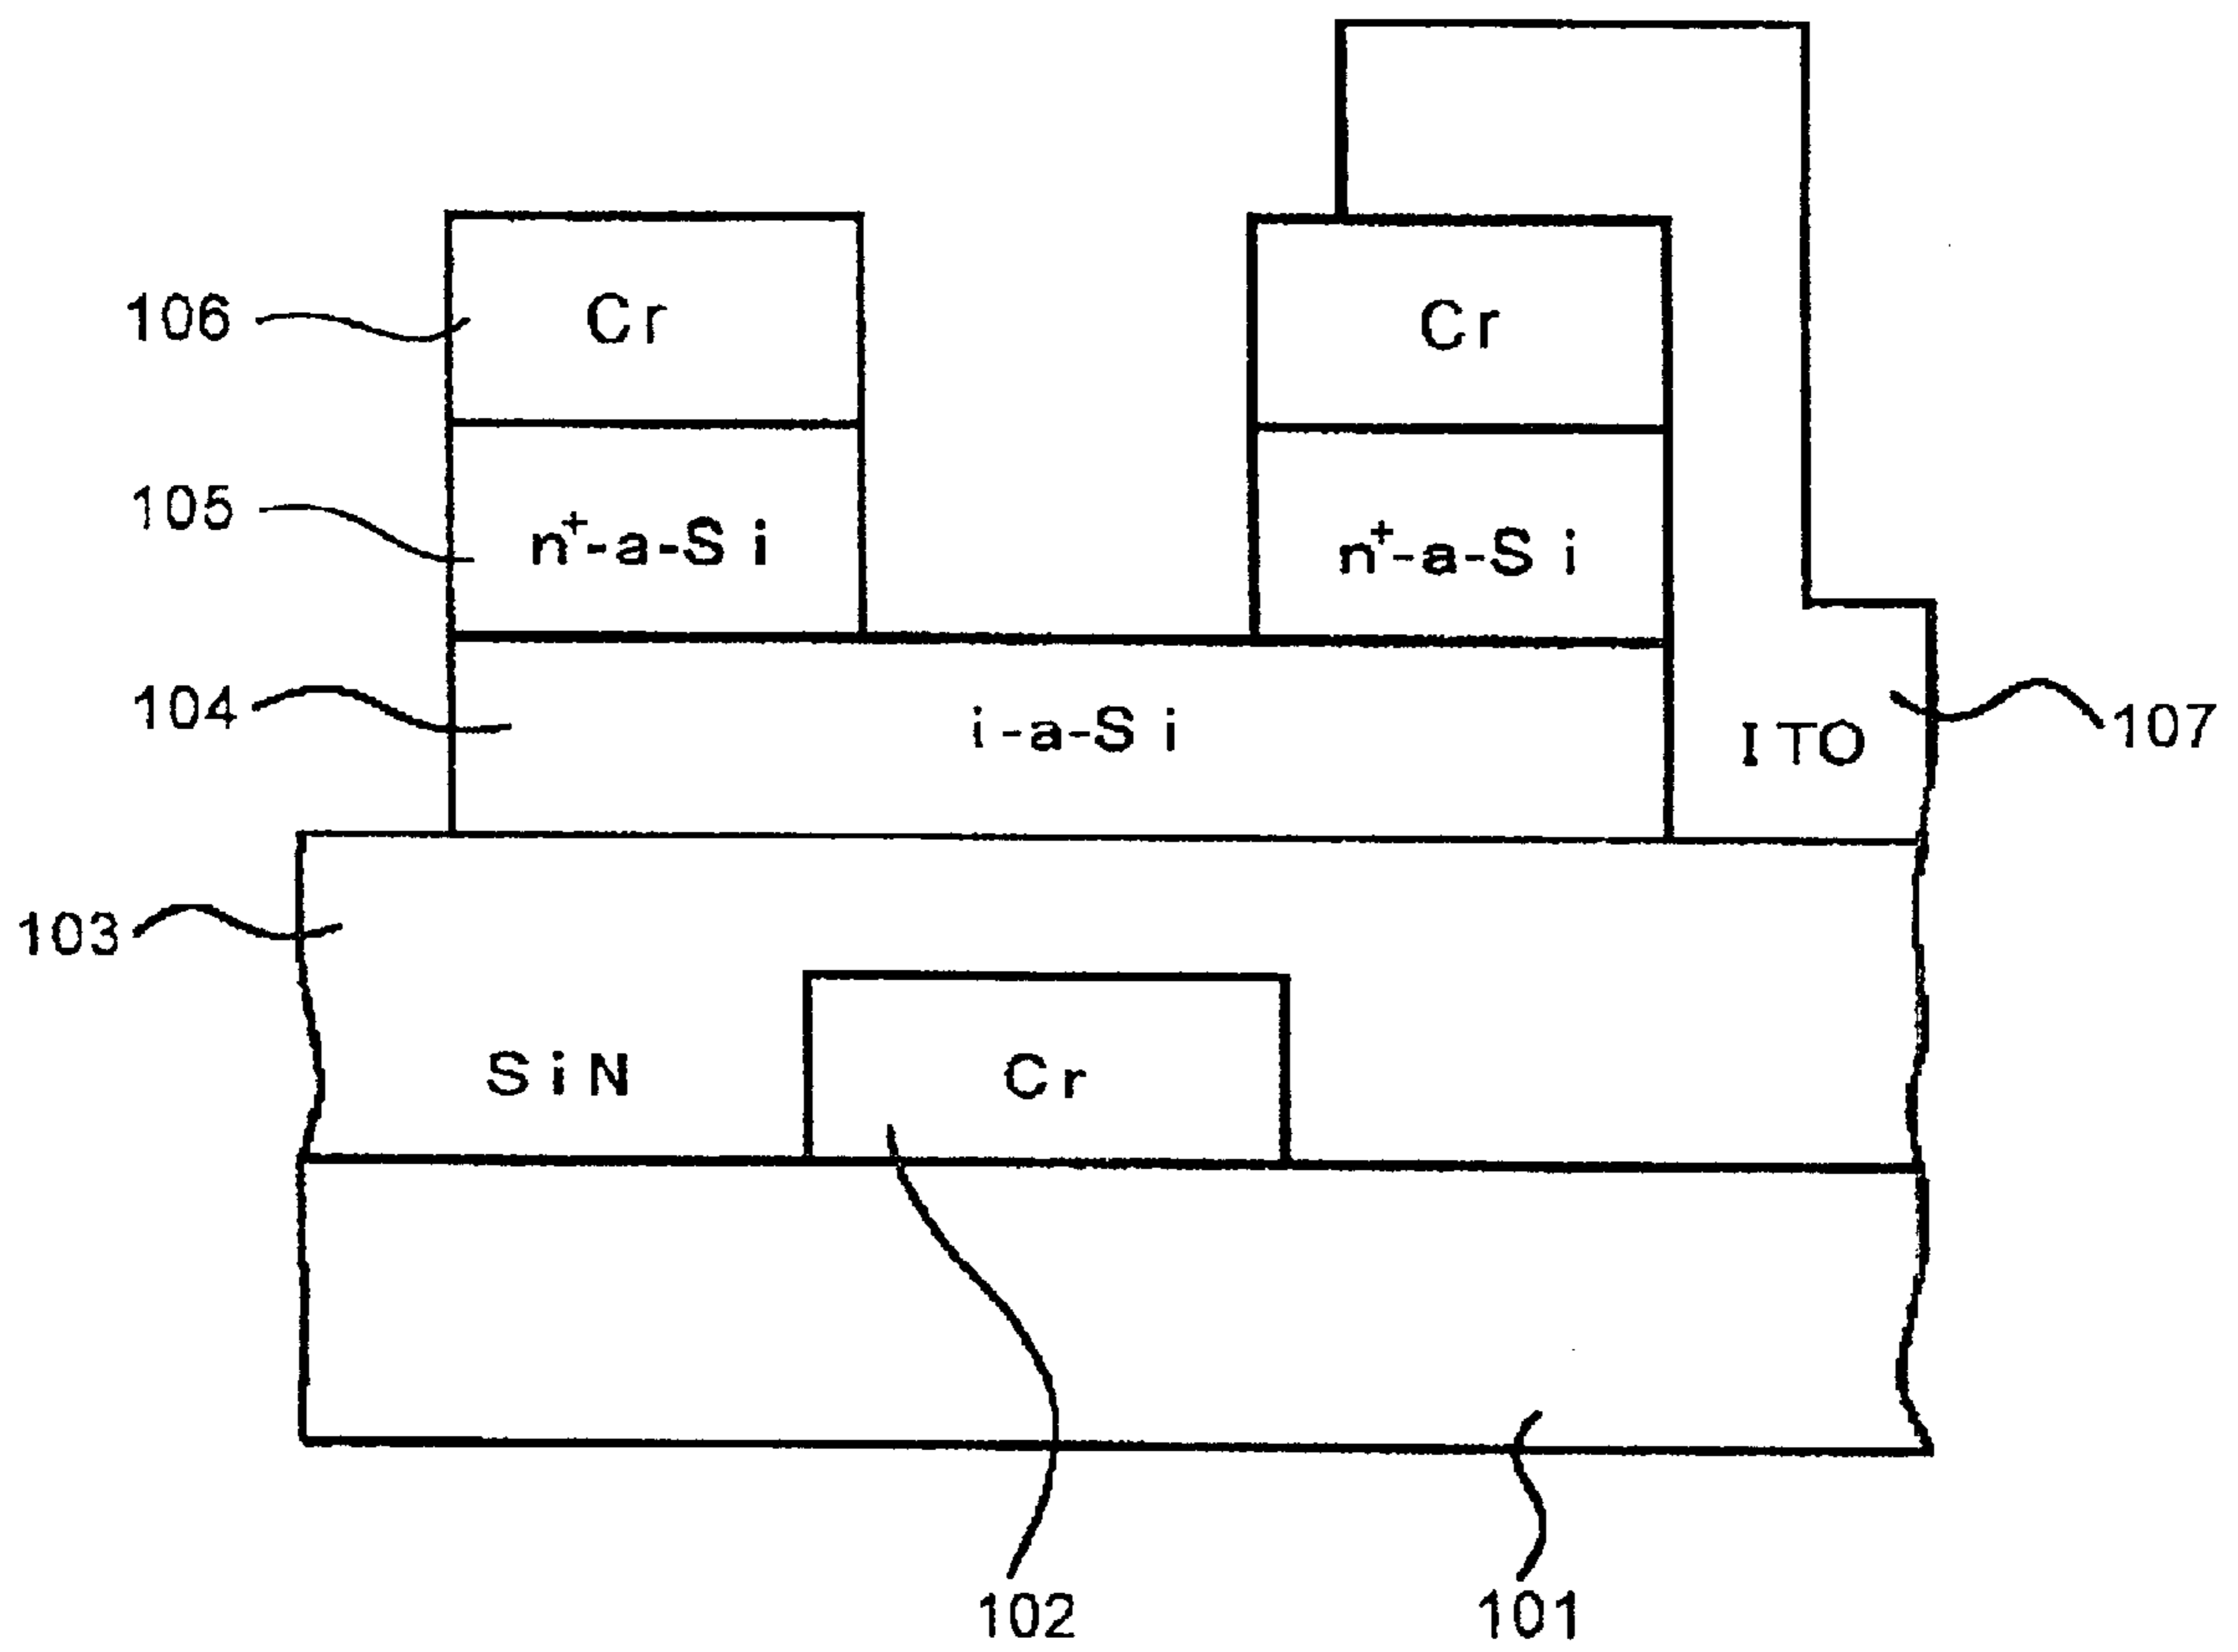 106
Cr
Cr
105
n⁺-a-Si
n⁺-a-Si
104
i-a-Si
ITO
107
103
SiN
Cr
102
101